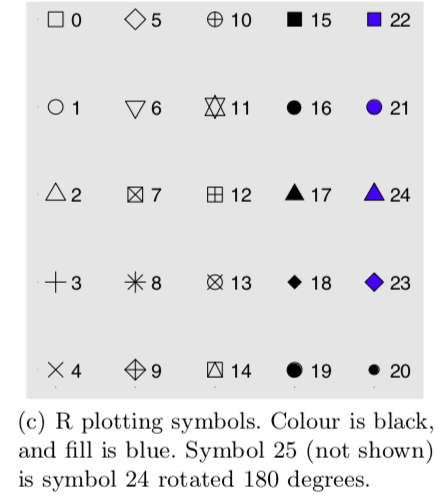 0 5 10 15 22
1 6 11 16 21
2 7 12 17 24
3 8 13 18 23
4 9 14 19 20
(c) R plotting symbols. Colour is black,
and fill is blue. Symbol 25 (not shown)
is symbol 24 rotated 180 degrees.